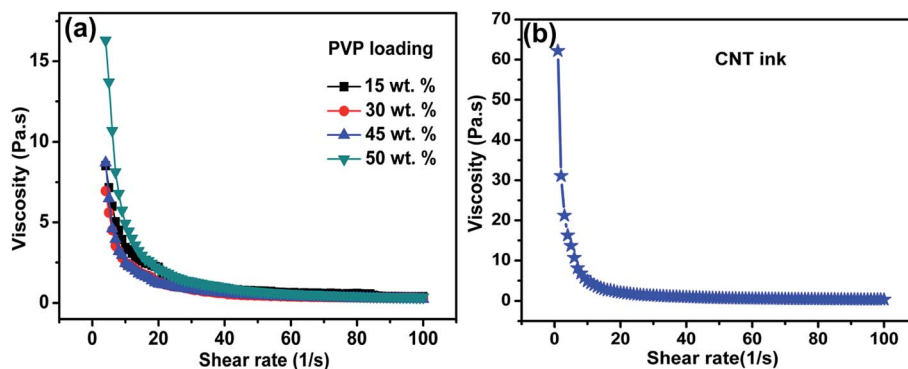 (a)
PVP loading
15 wt. %
30 wt. %
45 wt. %
50 wt. %
Viscosity (Pa.s)
15
10
5
0
0 20 40 60 80 100
Shear rate (1/s)
(b)
CNT ink
Viscosity (Pa.s)
70
60
50
40
30
20
10
0
0 20 40 60 80 100
Shear rate(1/s)